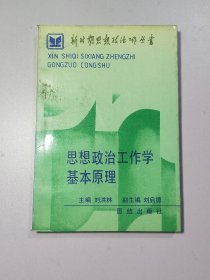 新时期思想政治工作丛书
XIN SHIQI SIXIANG ZHENGZHI
GONGZUO CONGSHU
思想政治工作学
基本原理
主编 刘洪林 副主编 刘启德
团结出版社